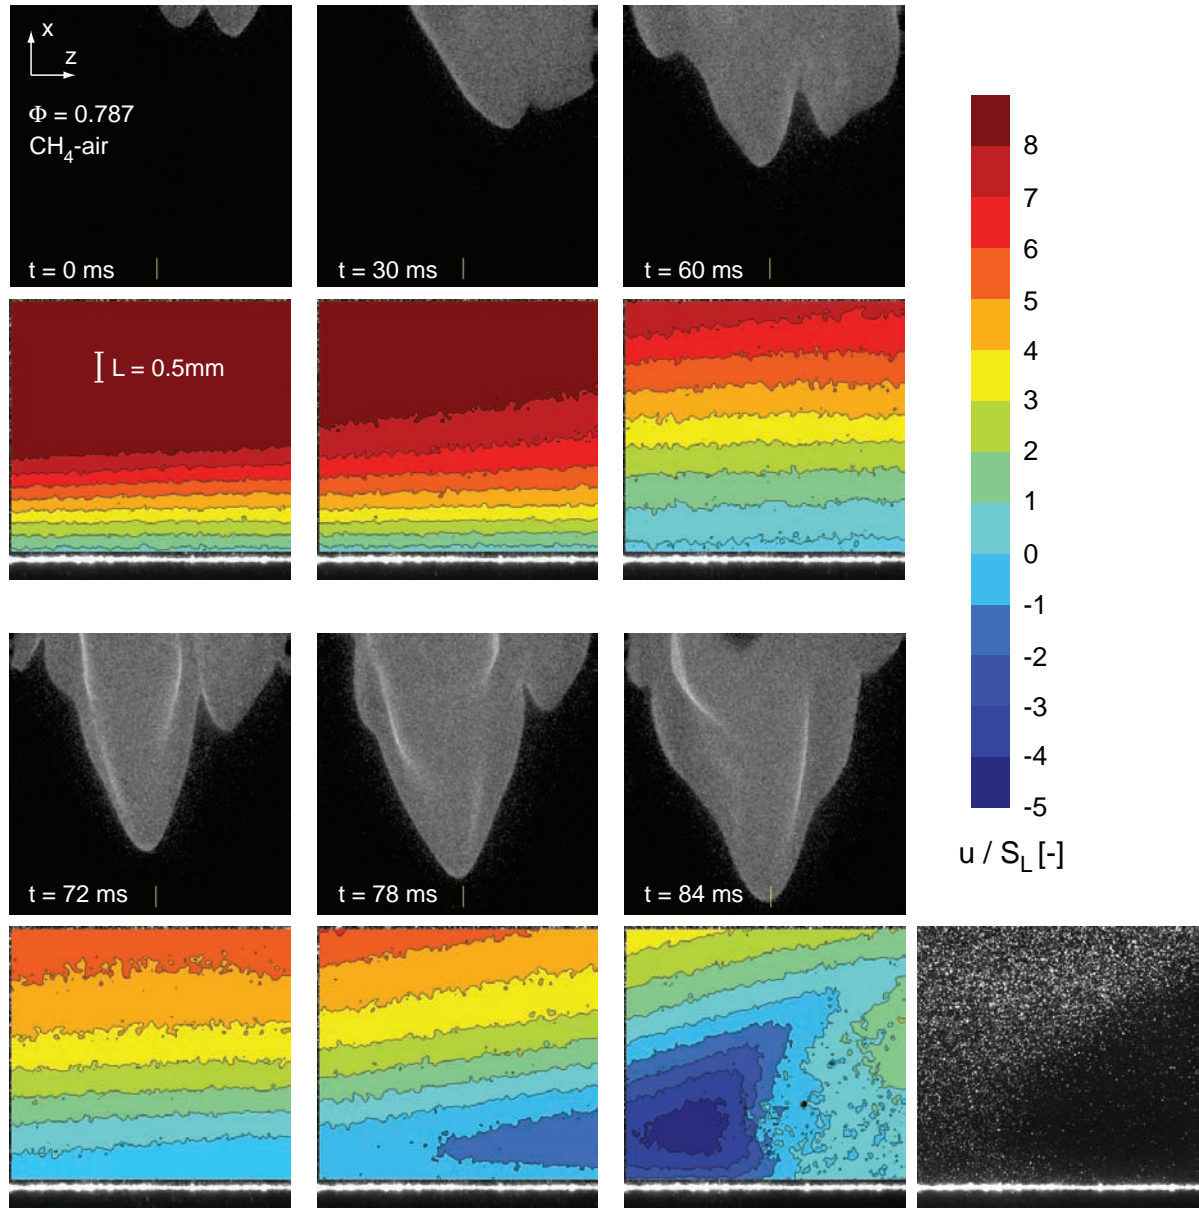 x
z
Φ = 0.787
CH4-air
t = 0 ms
t = 30 ms
t = 60 ms
L = 0.5mm
8
7
6
5
4
3
2
1
0
-1
-2
-3
-4
-5
u / SL [-]
t = 72 ms
t = 78 ms
t = 84 ms